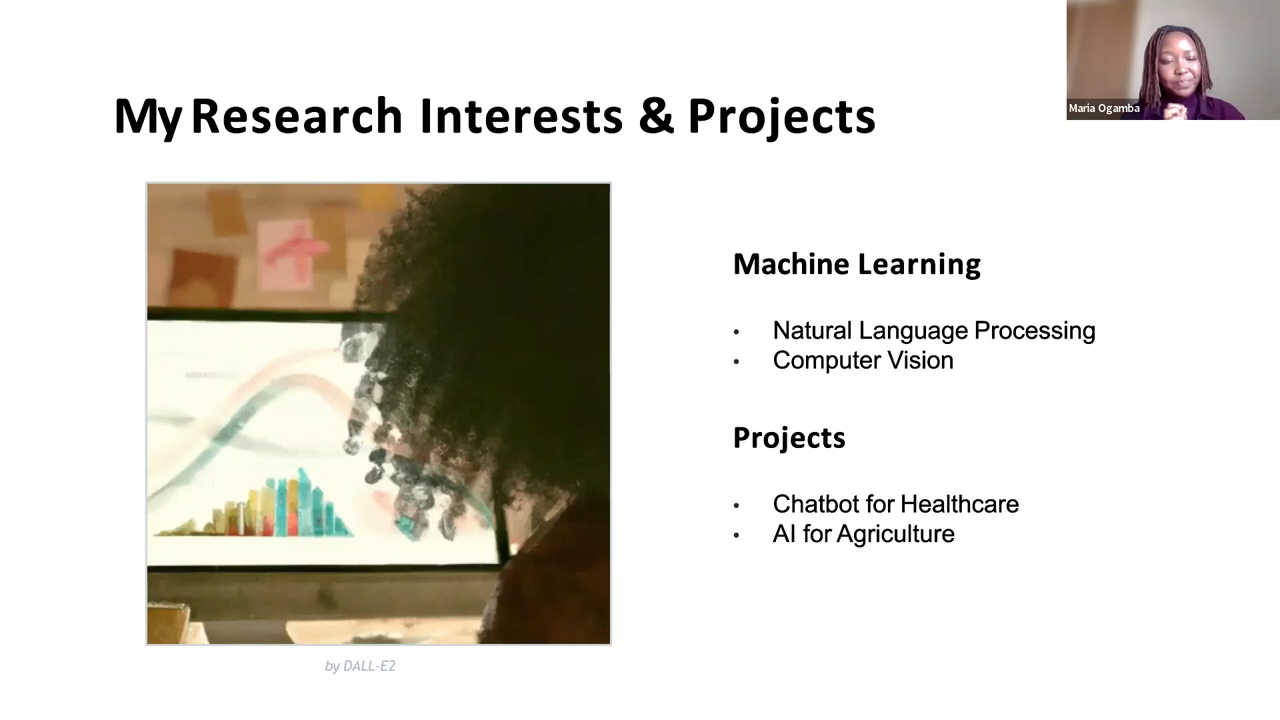 My Research Interests & Projects
Maria Ogamba
Machine Learning
• Natural Language Processing
• Computer Vision
Projects
• Chatbot for Healthcare
• AI for Agriculture
by DALL-E2